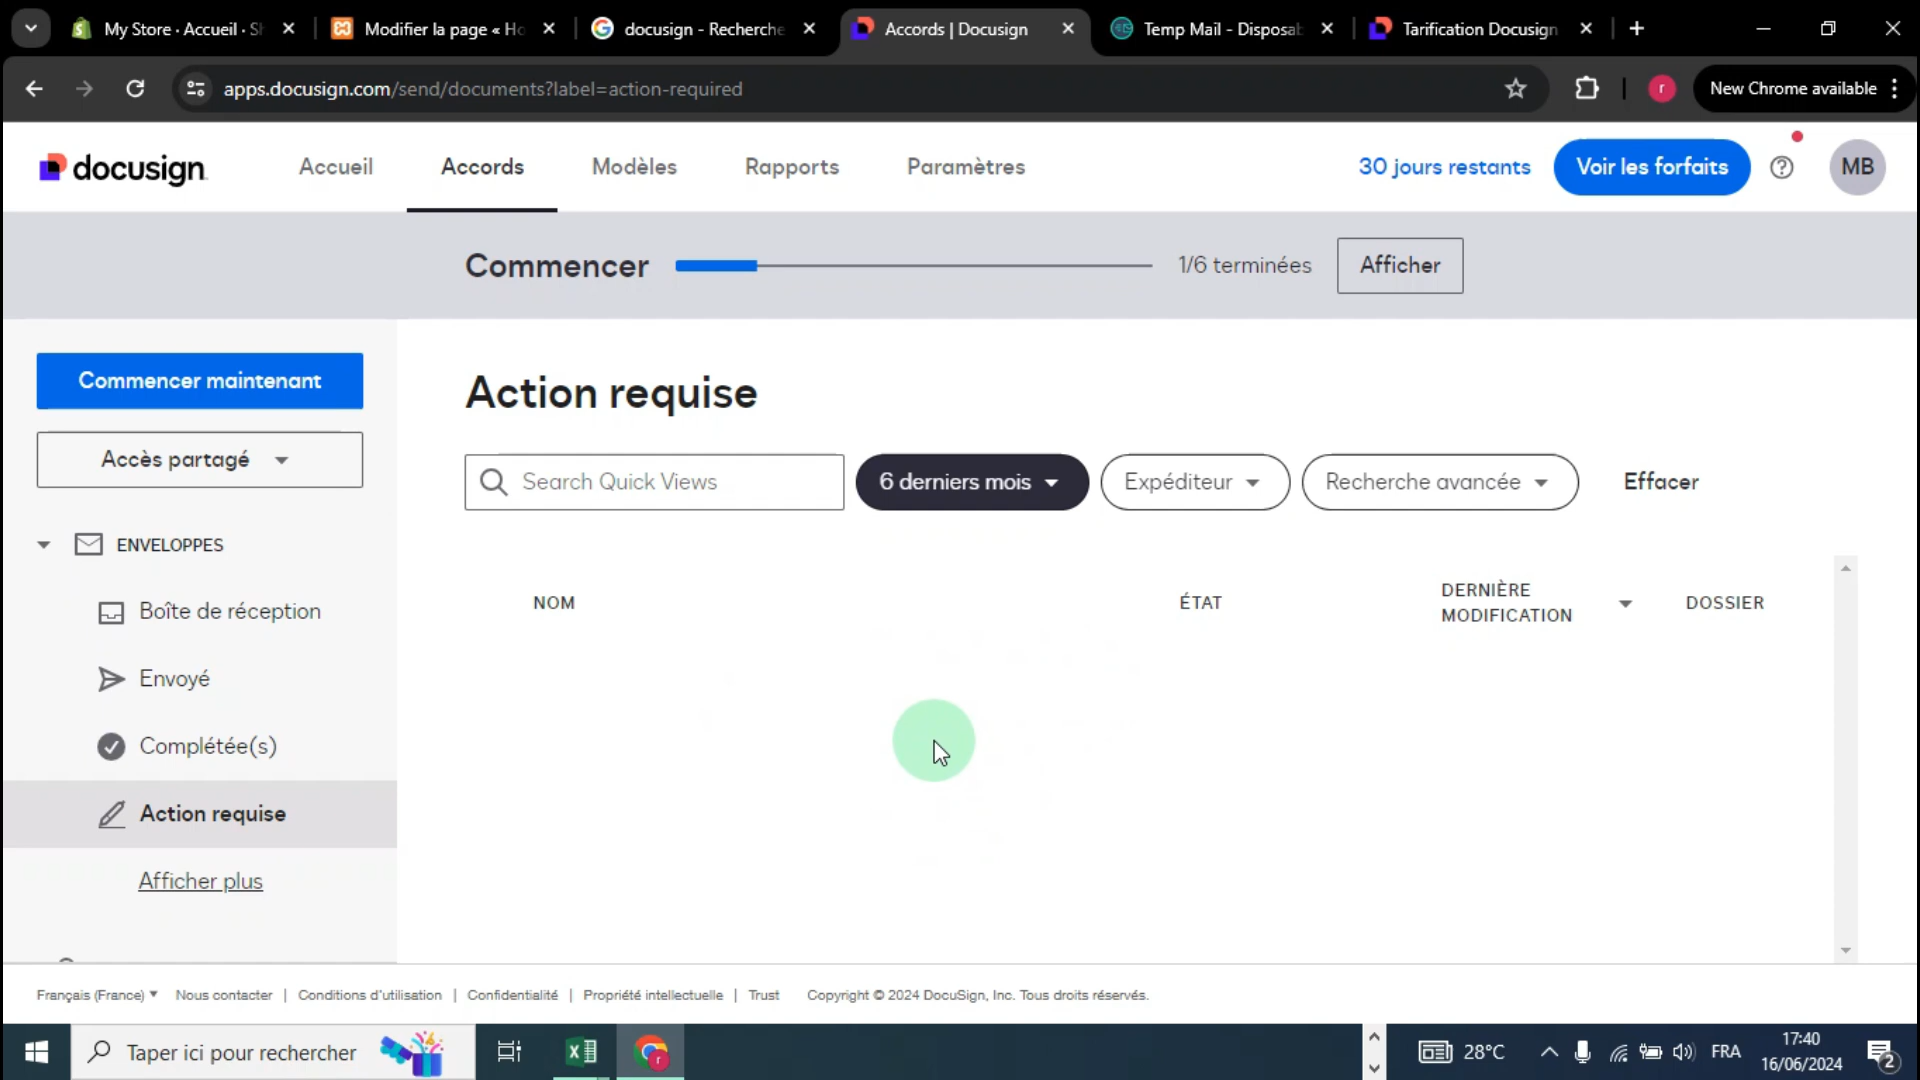 My Store · Accueil · Sh
Modifier la page « Ho
docusign - Recherche
Accords | Docusign
Temp Mail - Disposab
Tarification Docusign
apps.docusign.com/send/documents?label=action-required
r
New Chrome available
docusign
Accueil
Accords
Modèles
Rapports
Paramètres
30 jours restants
Voir les forfaits
MB
Commencer
1/6 terminées
Afficher
Commencer maintenant
Accès partagé
ENVELOPPES
Boîte de réception
Envoyé
Complétée(s)
Action requise
Afficher plus
Action requise
Search Quick Views
6 derniers mois
Expéditeur
Recherche avancée
Effacer
NOM
ÉTAT
DERNIÈRE
MODIFICATION
DOSSIER
Français (France)
Nous contacter | Conditions d'utilisation | Confidentialité | Propriété intellectuelle | Trust
Copyright © 2024 DocuSign, Inc. Tous droits réservés.
Taper ici pour rechercher
28°C
FRA
17:40
16/06/2024
2